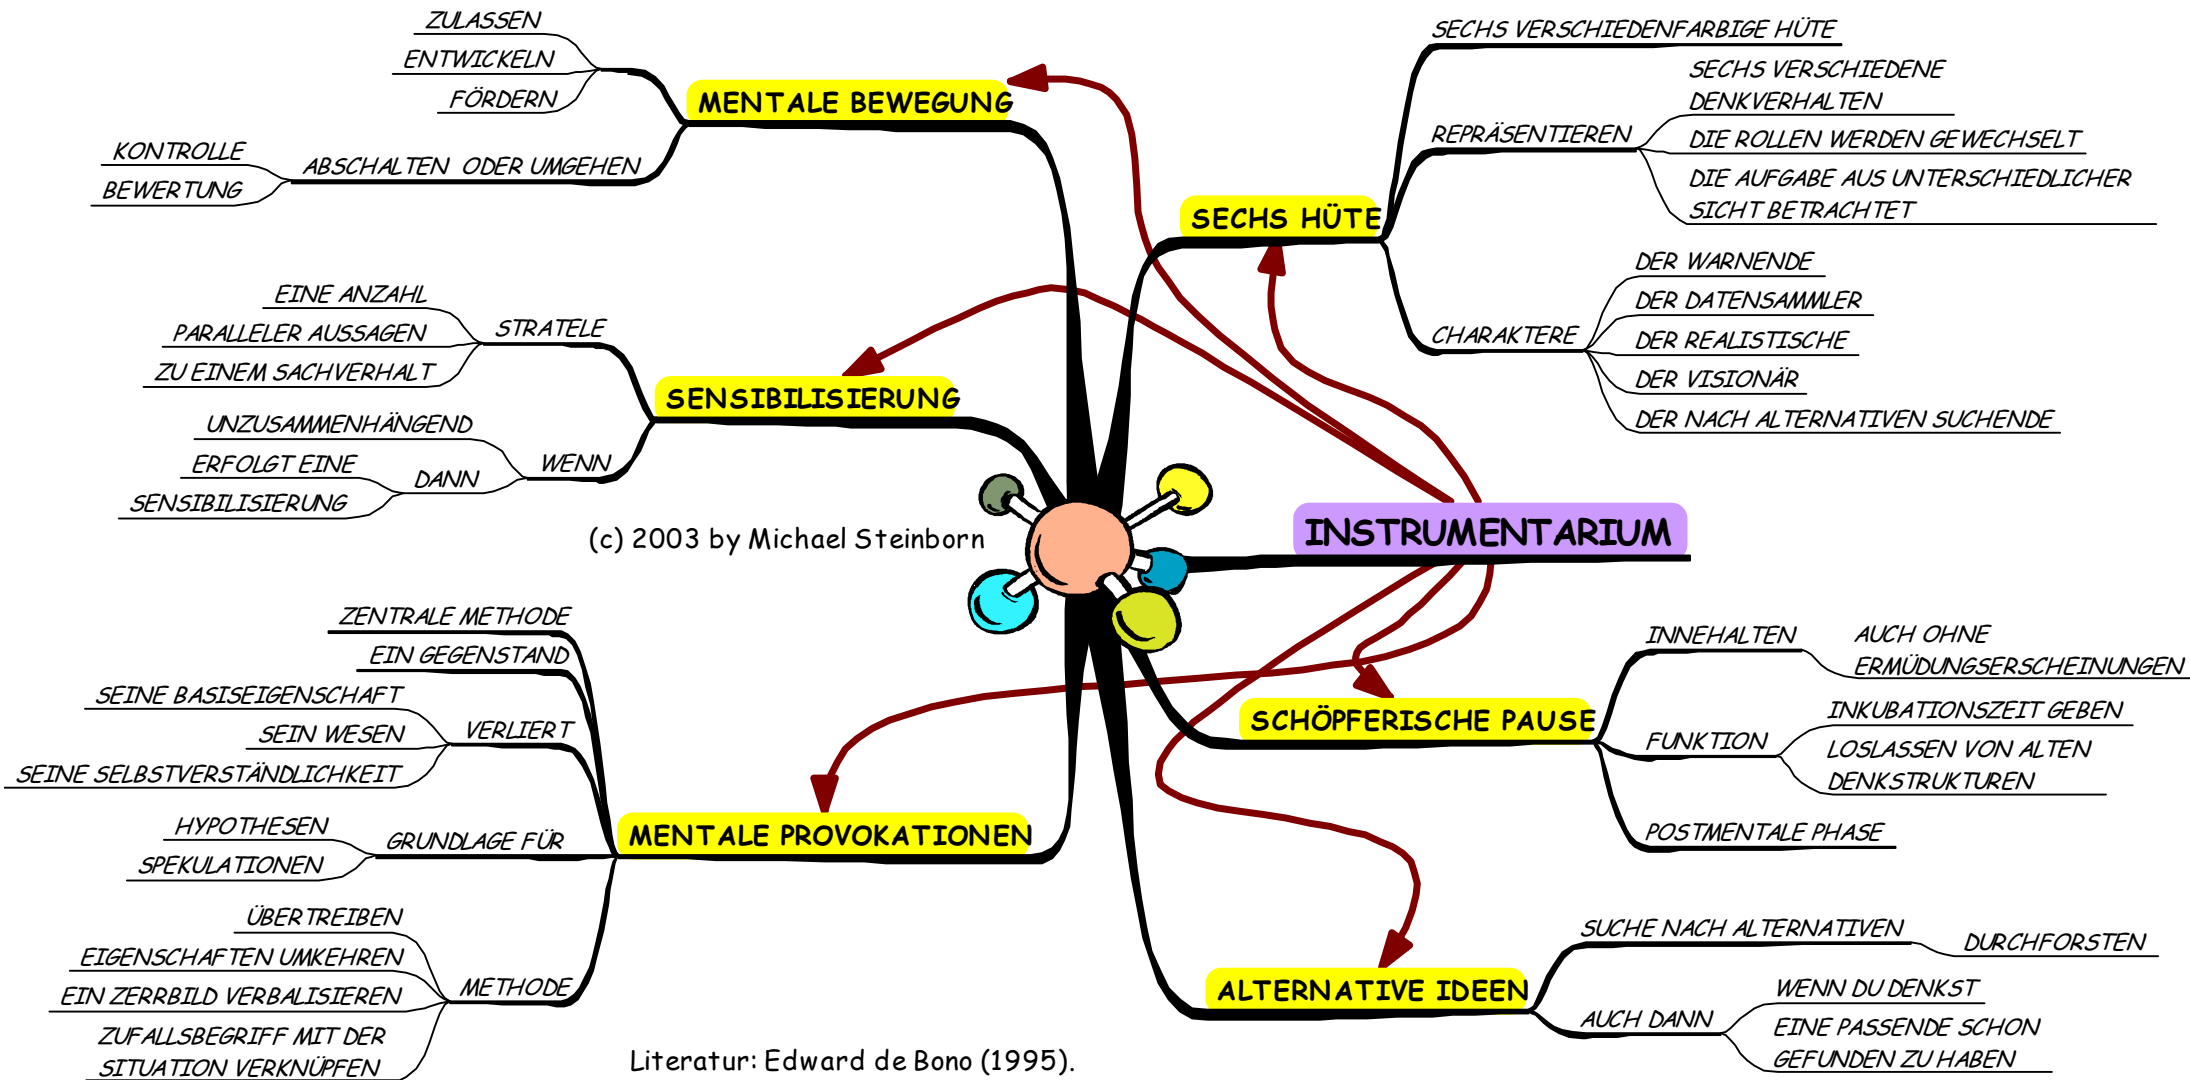 ZULASSEN
ENTWICKELN
FÖRDERN
MENTALE BEWEGUNG
KONTROLLE
BEWERTUNG
ABSCHALTEN ODER UMGEHEN
EINE ANZAHL
PARALLELER AUSSAGEN
ZU EINEM SACHVERHALT
STRATELE
SENSIBILISIERUNG
UNZUSAMMENHÄNGEND
ERFOLGT EINE
SENSIBILISIERUNG
DANN
WENN
(c) 2003 by Michael Steinborn
ZENTRALE METHODE
EIN GEGENSTAND
SEINE BASISEIGENSCHAFT
SEIN WESEN
SEINE SELBSTVERSTÄNDLICHKEIT
VERLIERT
MENTALE PROVOKATIONEN
HYPOTHESEN
SPEKULATIONEN
GRUNDLAGE FÜR
ÜBERTREIBEN
EIGENSCHAFTEN UMKEHREN
EIN ZERRBILD VERBALISIEREN
ZUFALLSBEGRIFF MIT DER
SITUATION VERKNÜPFEN
METHODE
Literatur: Edward de Bono (1995).
SECHS VERSCHIEDENFARBIGE HÜTE
SECHS VERSCHIEDENE
DENKVERHALTEN
REPRÄSENTIEREN
DIE ROLLEN WERDEN GEWECHSELT
DIE AUFGABE AUS UNTERSCHIEDLICHER
SICHT BETRACHTET
SECHS HÜTE
DER WARNENDE
DER DATENSAMMLER
CHARAKTERE
DER REALISTISCHE
DER VISIONÄR
DER NACH ALTERNATIVEN SUCHENDE
INSTRUMENTARIUM
INNEHALTEN
AUCH OHNE
ERMÜDUNGSERSCHEINUNGEN
SCHÖPFERISCHE PAUSE
FUNKTION
INKUBATIONSZEIT GEBEN
LOSLASSEN VON ALTEN
DENKSTRUKTUREN
POSTMENTALE PHASE
SUCHE NACH ALTERNATIVEN
DURCHFORSTEN
ALTERNATIVE IDEEN
AUCH DANN
WENN DU DENKST
EINE PASSENDE SCHON
GEFUNDEN ZU HABEN